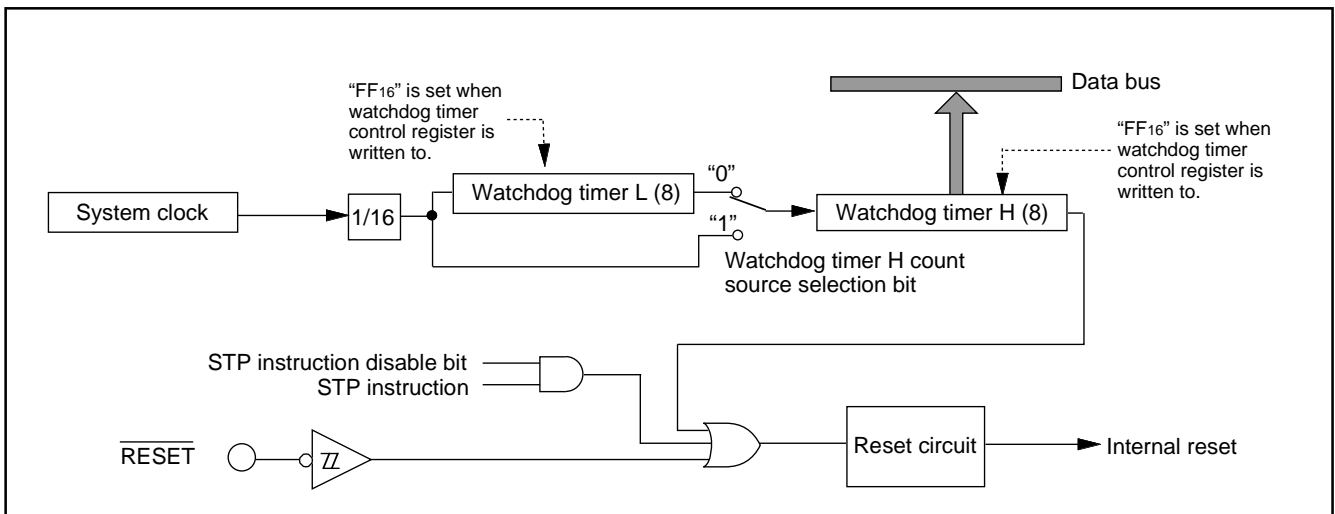 “FF16” is set when
watchdog timer
control register is
written to.
Data bus
“FF16” is set when
watchdog timer
control register is
written to.
System clock
1/16
Watchdog timer L (8)
“0”
“1”
Watchdog timer H (8)
Watchdog timer H count
source selection bit
STP instruction disable bit
STP instruction
RESET
Reset circuit
Internal reset